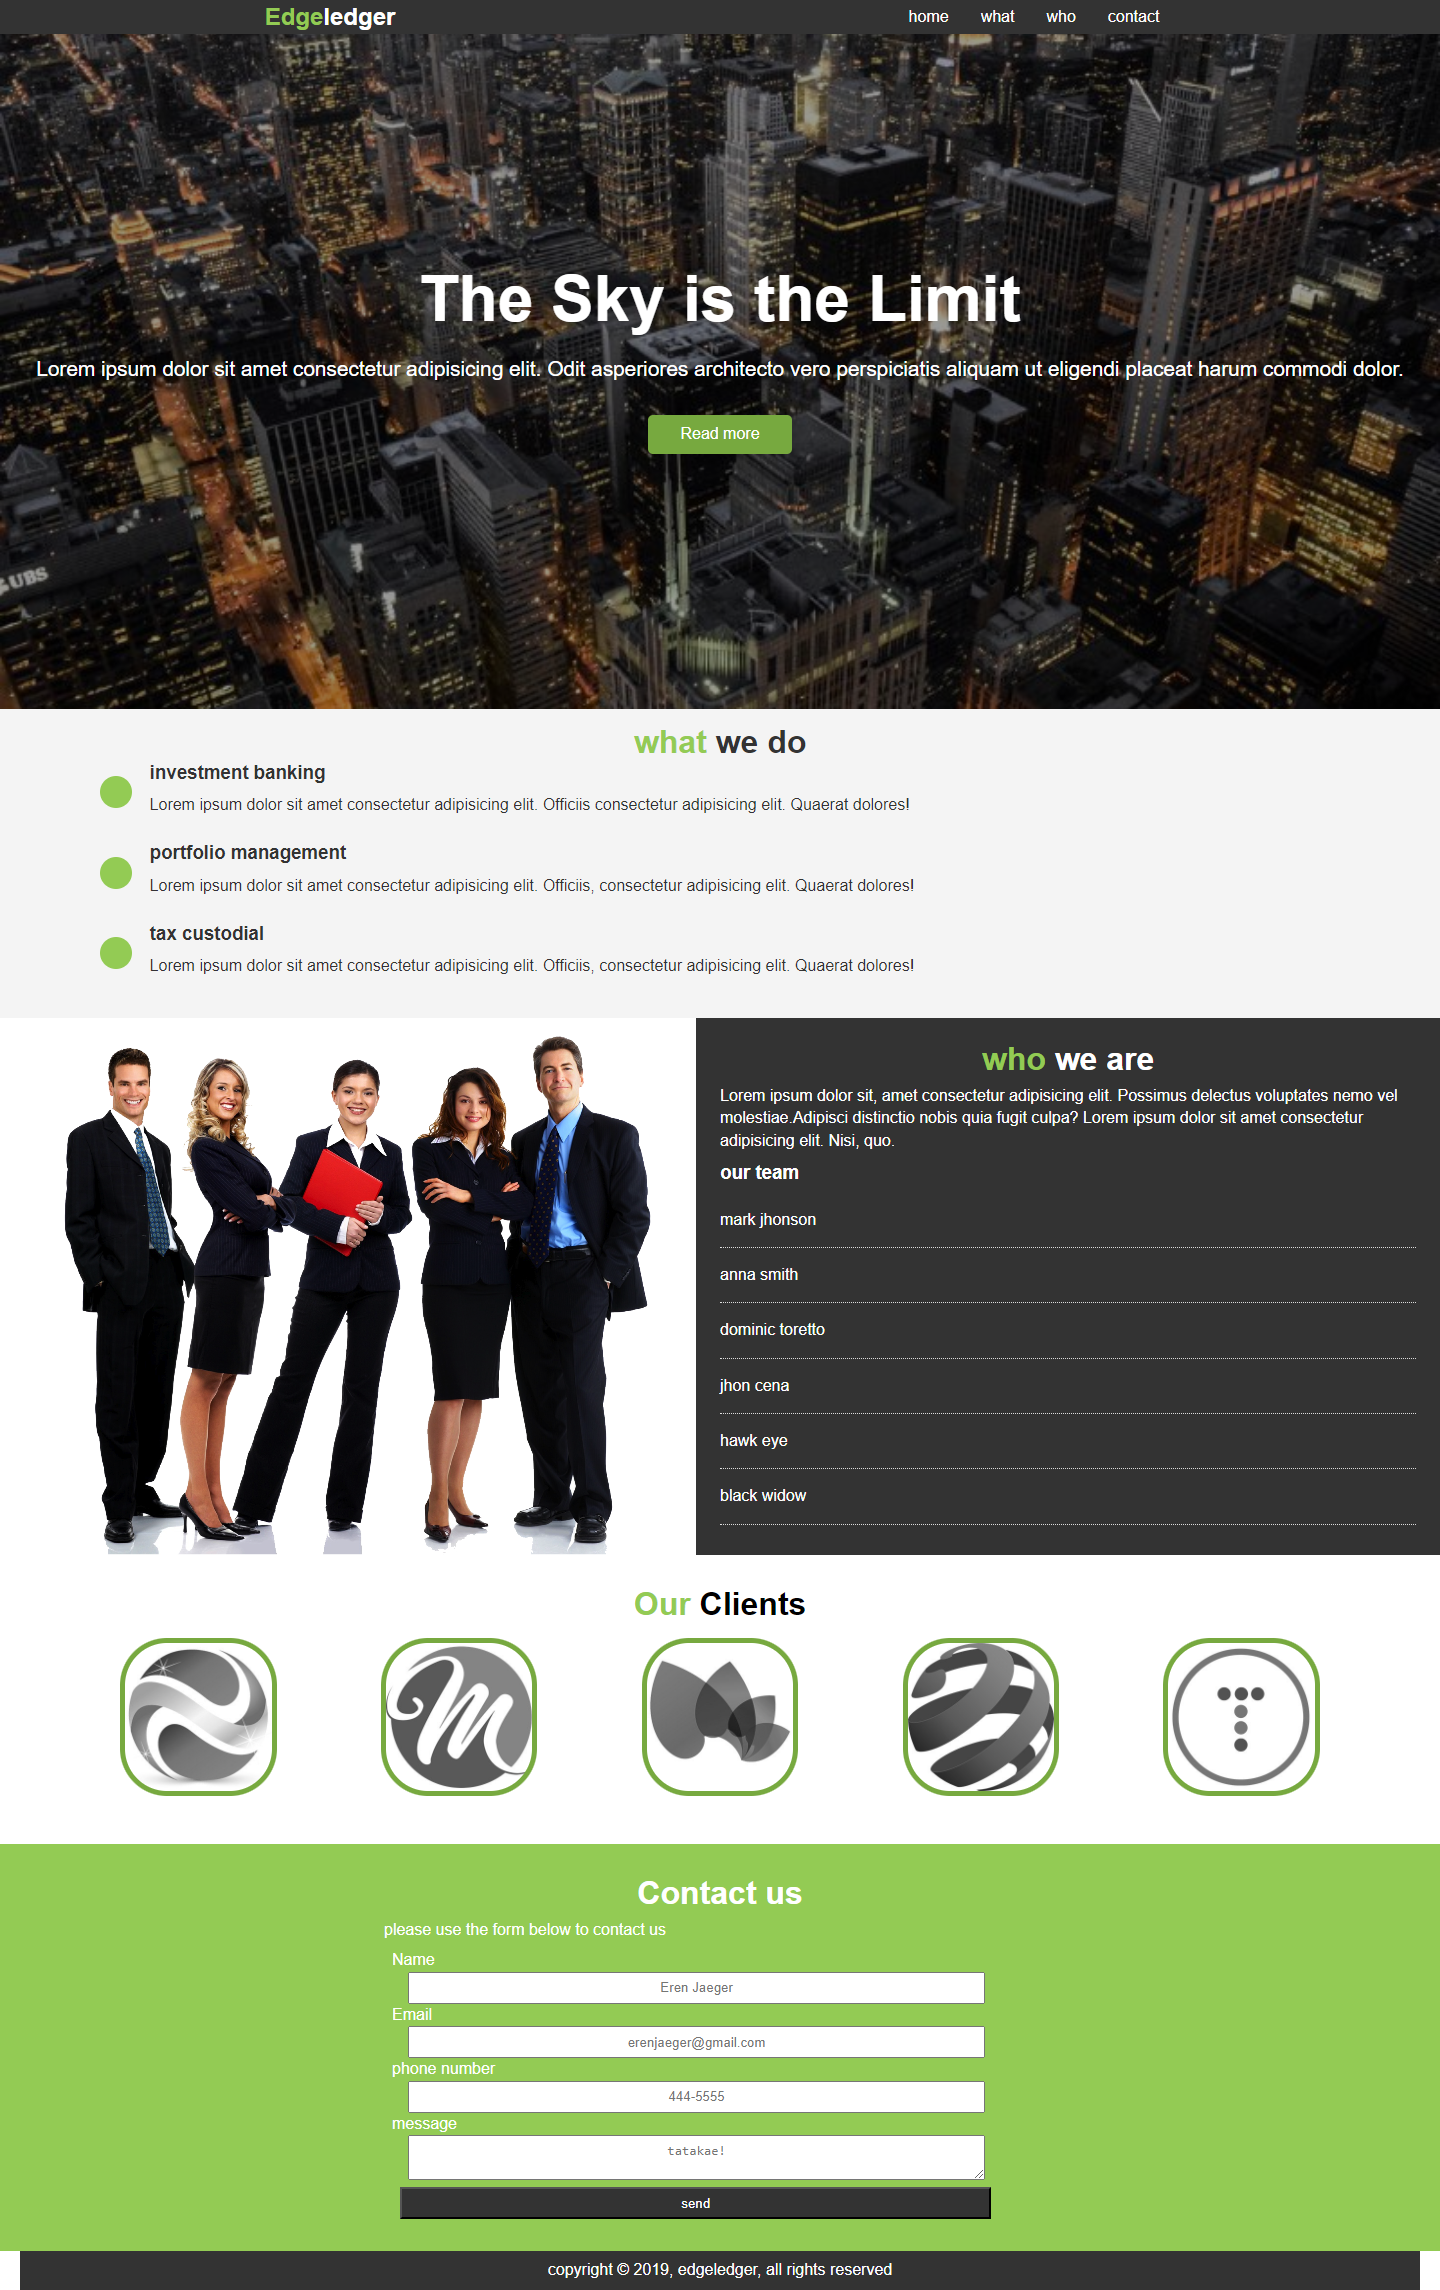 Edgeledger
home what who contact
UBS
The Sky is the Limit
Lorem ipsum dolor sit amet consectetur adipisicing elit. Odit asperiores architecto vero perspiciatis aliquam ut eligendi placeat harum commodi dolor.
Read more
what we do
investment banking
Lorem ipsum dolor sit amet consectetur adipisicing elit. Officiis consectetur adipisicing elit. Quaerat dolores!
portfolio management
Lorem ipsum dolor sit amet consectetur adipisicing elit. Officiis, consectetur adipisicing elit. Quaerat dolores!
tax custodial
Lorem ipsum dolor sit amet consectetur adipisicing elit. Officiis, consectetur adipisicing elit. Quaerat dolores!
who we are
Lorem ipsum dolor sit, amet consectetur adipisicing elit. Possimus delectus voluptates nemo vel
molestiae.Adipisci distinctio nobis quia fugit culpa? Lorem ipsum dolor sit amet consectetur
adipisicing elit. Nisi, quo.
our team
mark jhonson
anna smith
dominic toretto
jhon cena
hawk eye
black widow
Our Clients
M
T
Contact us
please use the form below to contact us
Name
Eren Jaeger
Email
erenjaeger@gmail.com
phone number
444-5555
message
tatakae!
send
copyright © 2019, edgeledger, all rights reserved